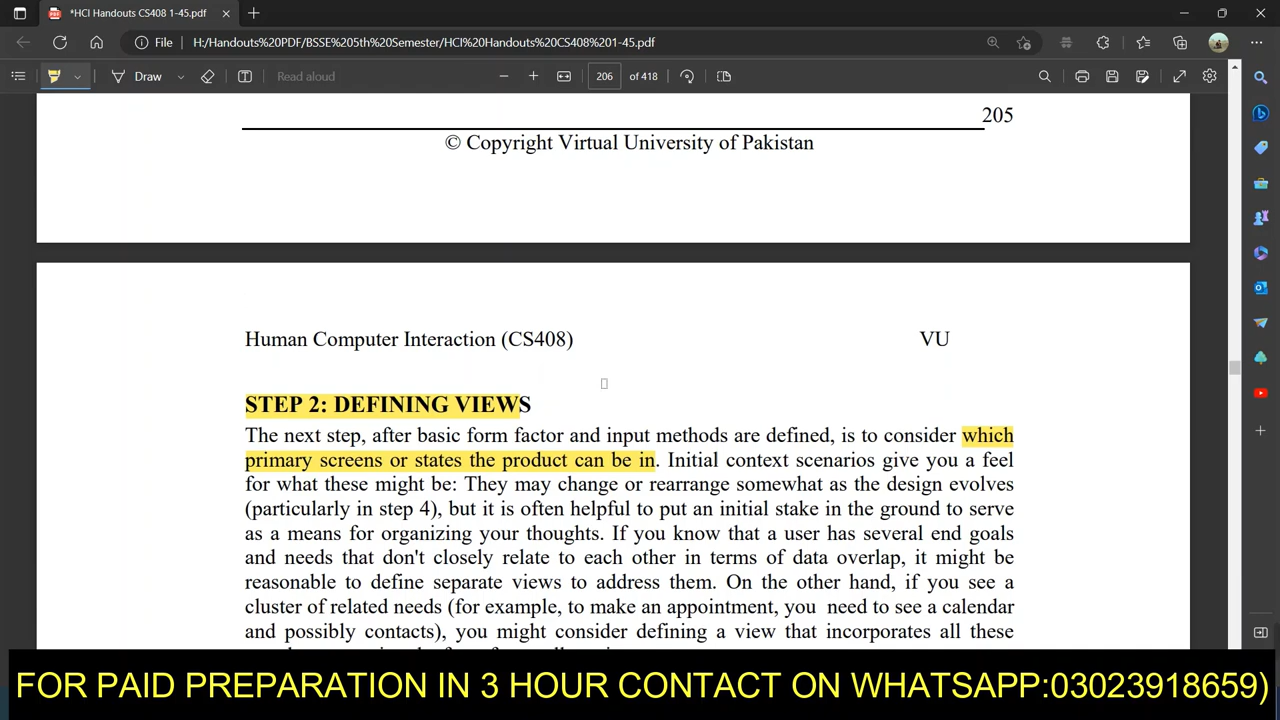 *HCI Handouts CS408 1-45.pdf
File H:/Handouts%20PDF/BSSE%205th%20Semester/HCI%20Handouts%20CS408%201-45.pdf
Draw Read aloud 206 of 418
205
© Copyright Virtual University of Pakistan
Human Computer Interaction (CS408) VU
STEP 2: DEFINING VIEWS
The next step, after basic form factor and input methods are defined, is to consider which
primary screens or states the product can be in. Initial context scenarios give you a feel
for what these might be: They may change or rearrange somewhat as the design evolves
(particularly in step 4), but it is often helpful to put an initial stake in the ground to serve
as a means for organizing your thoughts. If you know that a user has several end goals
and needs that don't closely relate to each other in terms of data overlap, it might be
reasonable to define separate views to address them. On the other hand, if you see a
cluster of related needs (for example, to make an appointment, you need to see a calendar
and possibly contacts), you might consider defining a view that incorporates all these
FOR PAID PREPARATION IN 3 HOUR CONTACT ON WHATSAPP:03023918659)